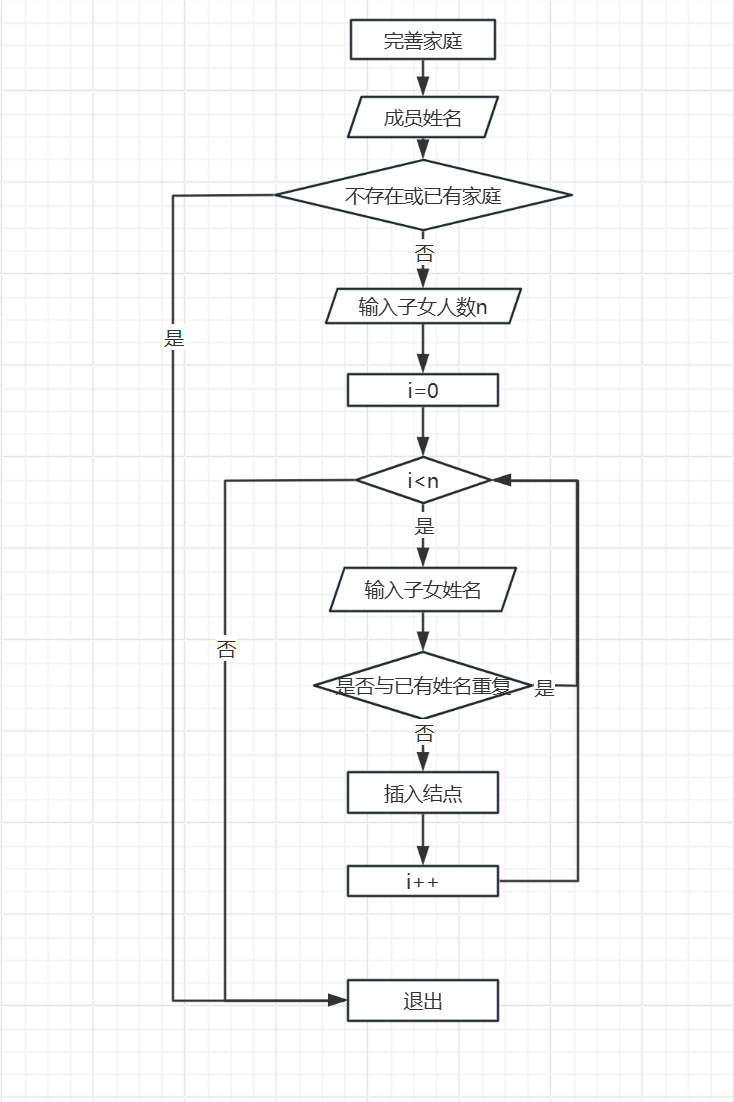 完善家庭
成员姓名
不存在或已有家庭
否
输入子女人数n
是
i=0
i<n
是
输入子女姓名
否
是否与已有姓名重复
是
否
插入结点
i++
退出